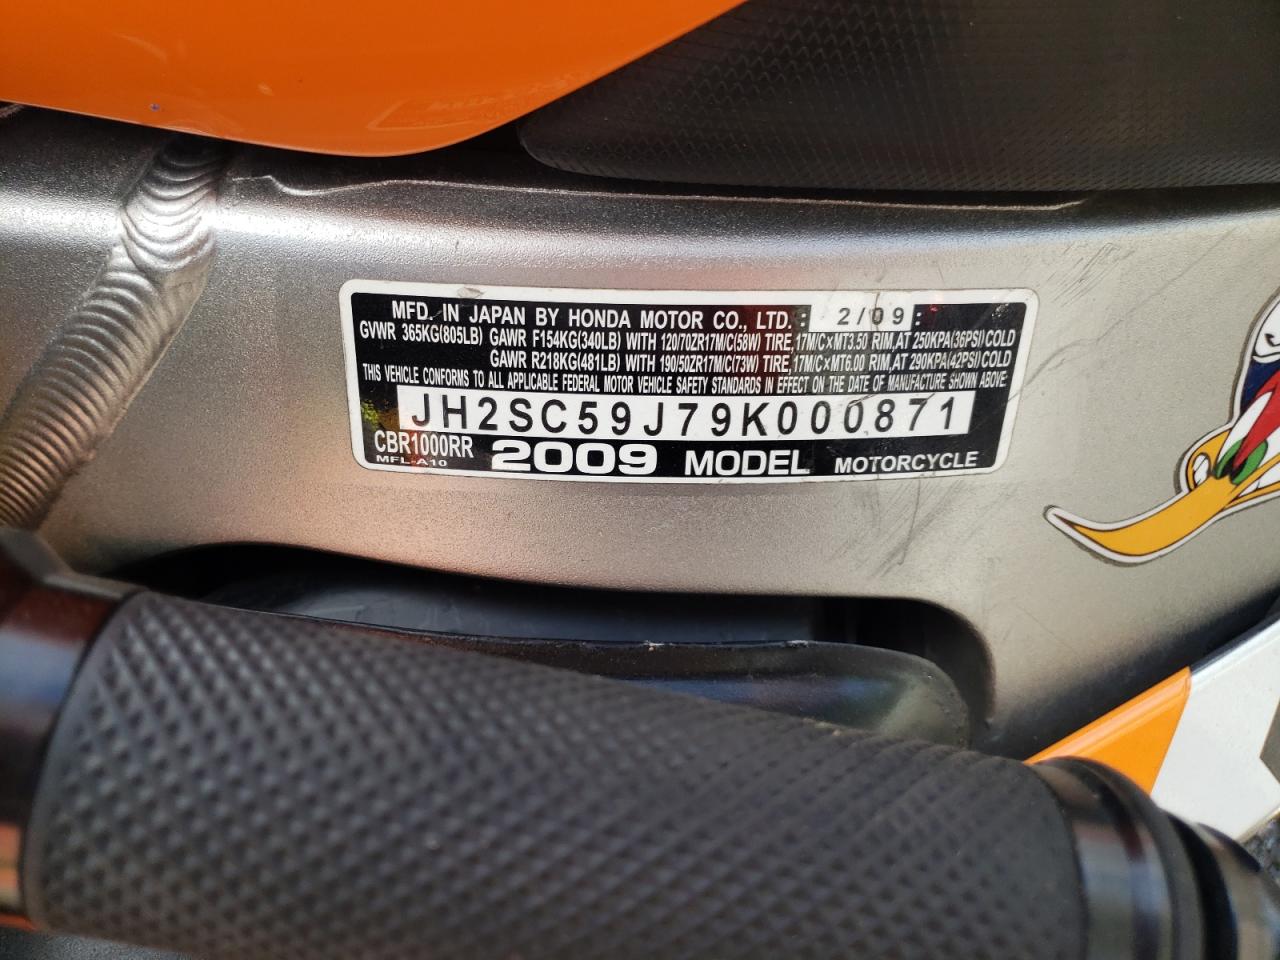 MFD. IN JAPAN BY HONDA MOTOR CO., LTD. : 2/09 :
GVWR 365KG(805LB) GAWR F154KG(340LB) WITH 120/70ZR17M/C(58W) TIRE,17M/C×MT3.50 RIM,AT 250KPA(36PSI)COLD
GAWR R218KG(481LB) WITH 190/50ZR17M/C(73W) TIRE,17M/C×MT6.00 RIM,AT 290KPA(42PSI)COLD
THIS VEHICLE CONFORMS TO ALL APPLICABLE FEDERAL MOTOR VEHICLE SAFETY STANDARDS IN EFFECT ON THE DATE OF MANUFACTURE SHOWN ABOVE.
JH2SC59J79K000871
CBR1000RR 2009 MODEL MOTORCYCLE
MFL-A10